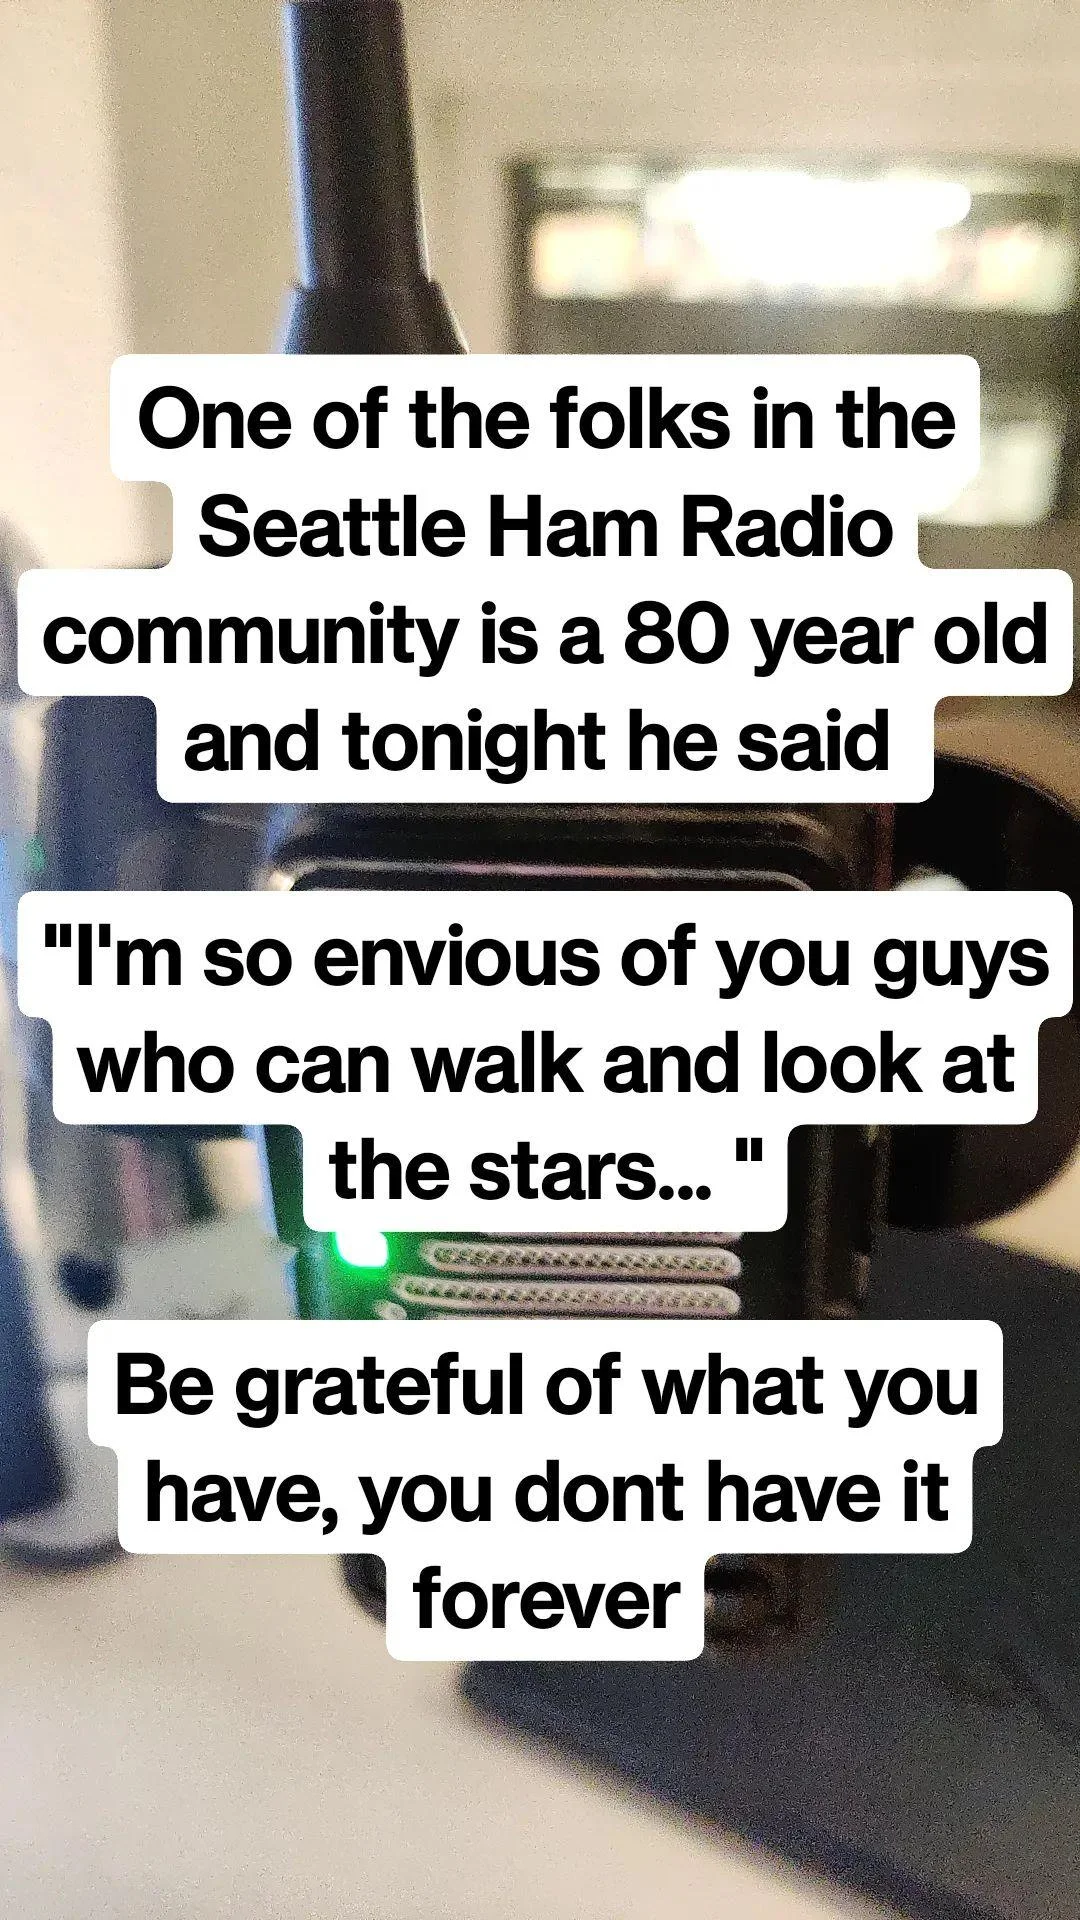 One of the folks in the
Seattle Ham Radio
community is a 80 year old
and tonight he said
"I'm so envious of you guys
who can walk and look at
the stars... "
Be grateful of what you
have, you dont have it
forever